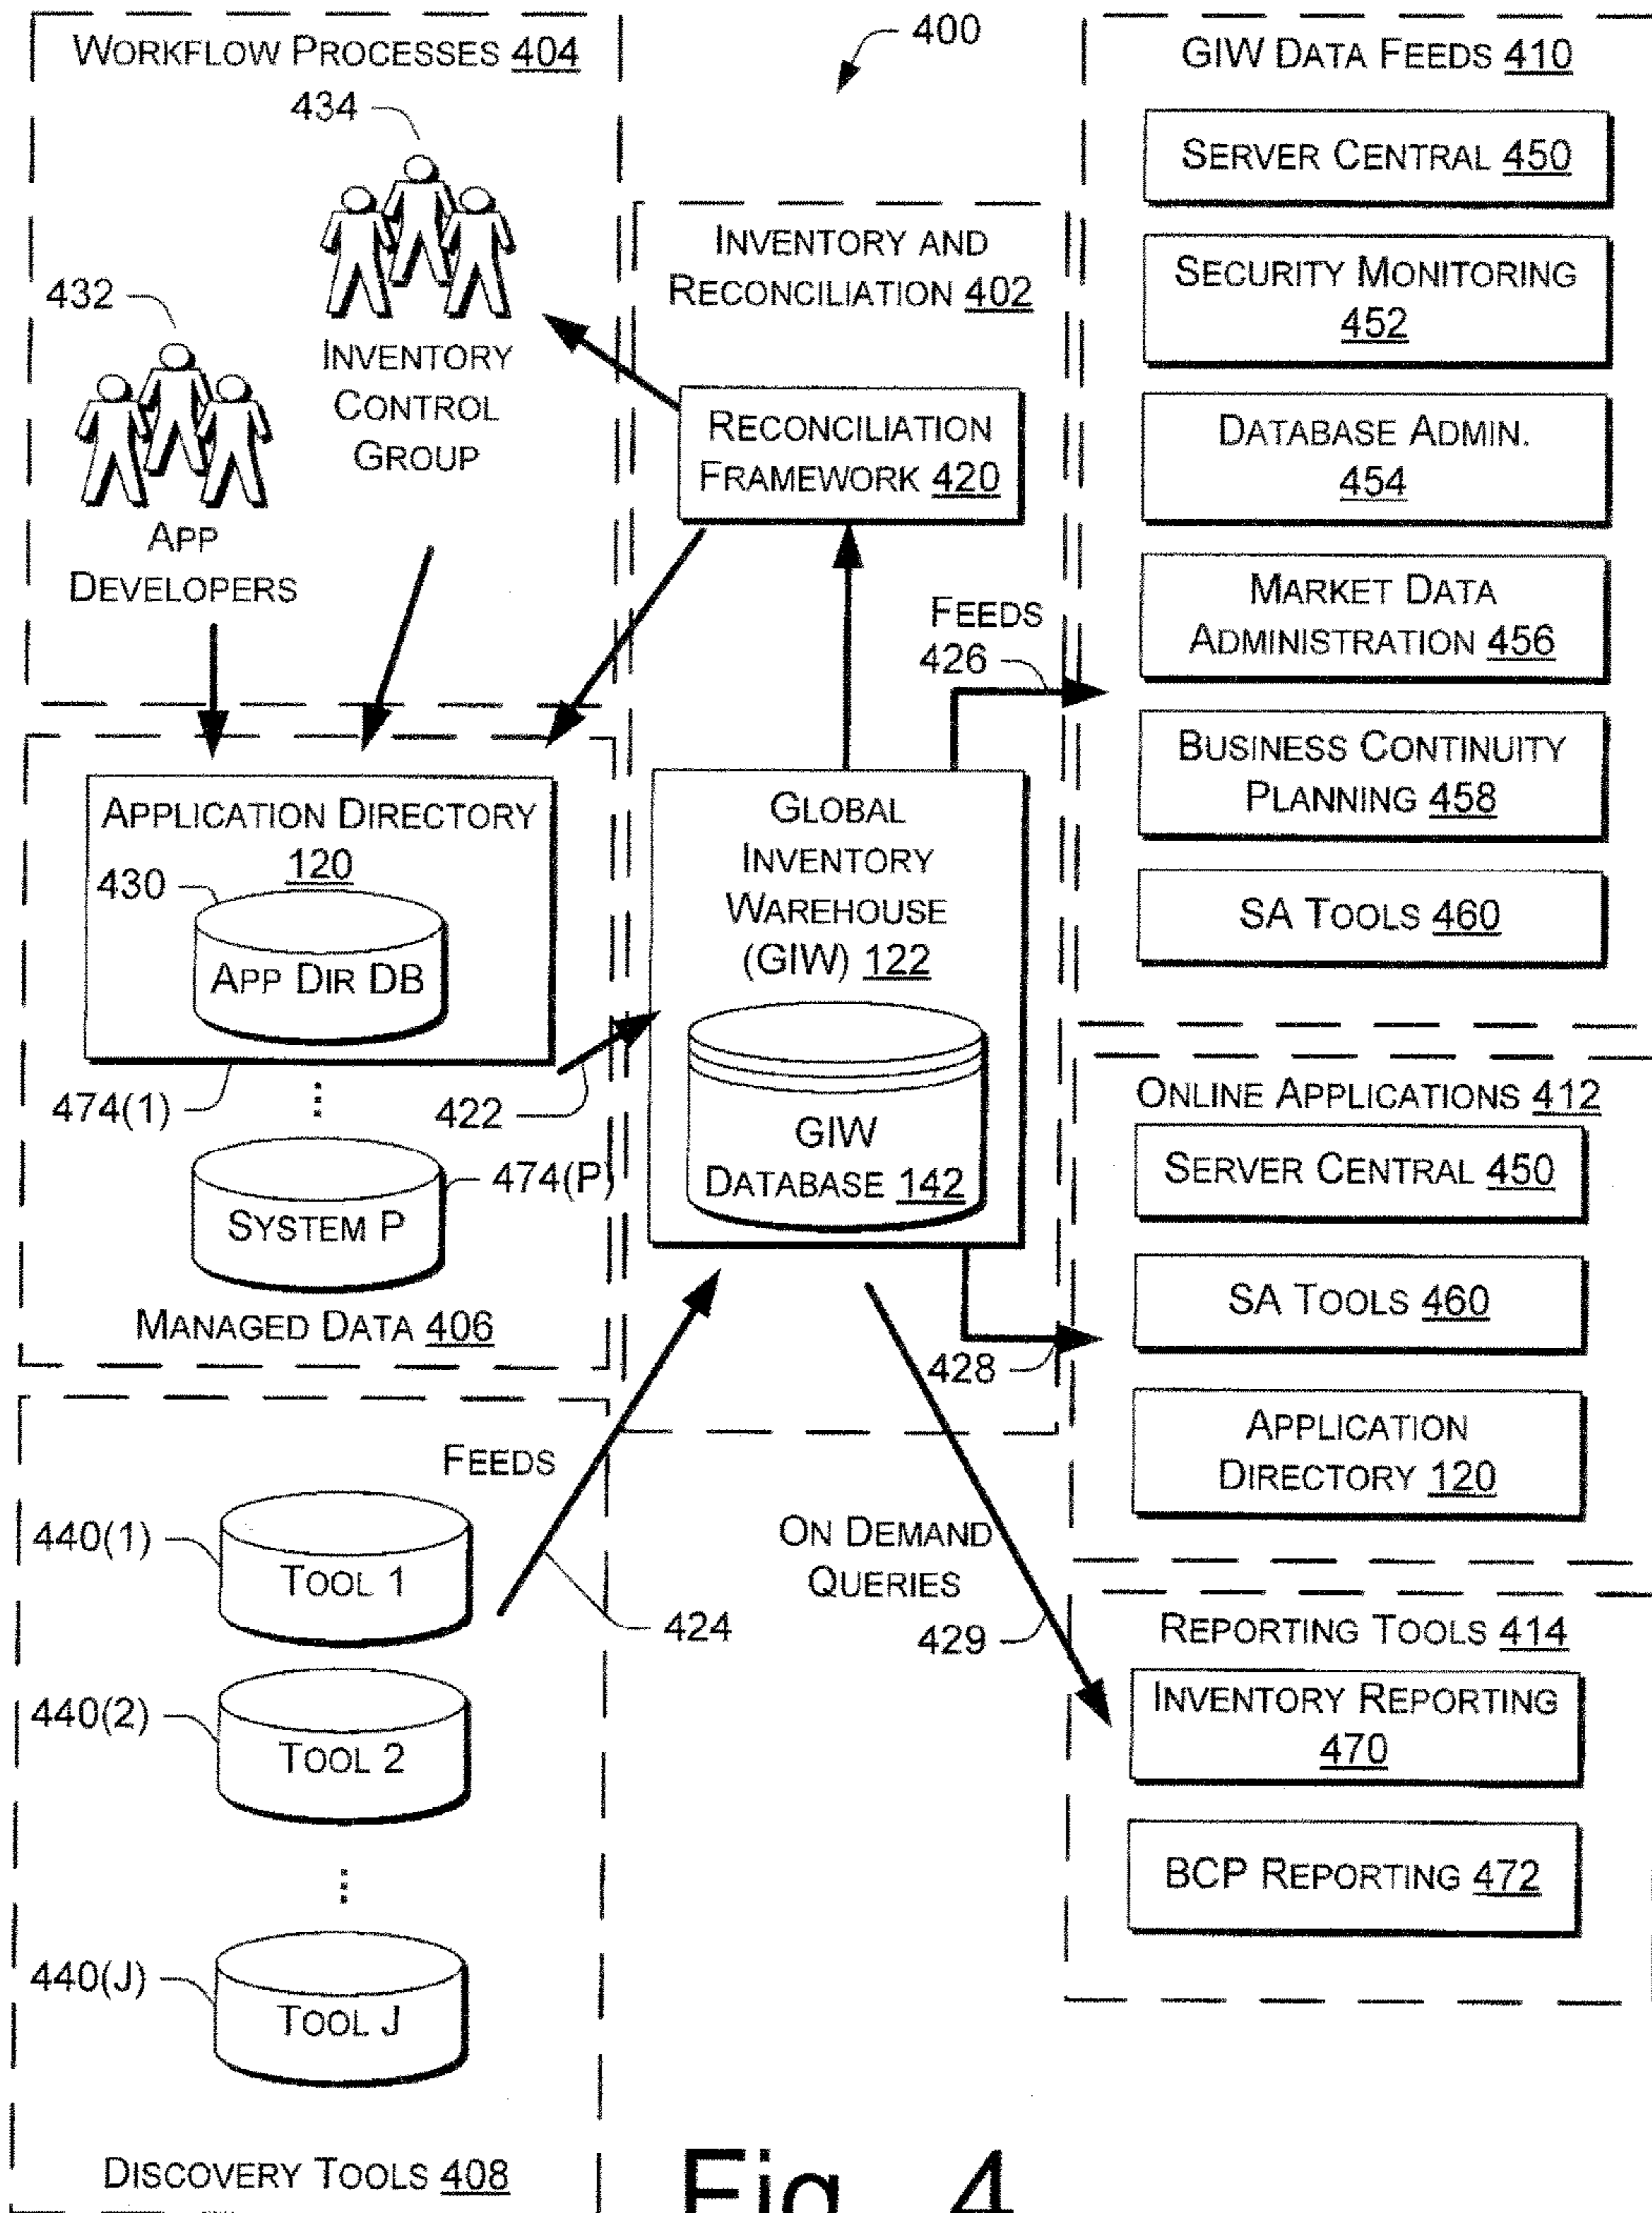 400
WORKFLOW PROCESSES 404
434
432
INVENTORY
CONTROL
GROUP
APP
DEVELOPERS
INVENTORY AND
RECONCILIATION 402
RECONCILIATION
FRAMEWORK 420
FEEDS
426
APPLICATION DIRECTORY
120
430
APP DIR DB
474(1)
422
474(P)
SYSTEM P
MANAGED DATA 406
GLOBAL
INVENTORY
WAREHOUSE
(GIW) 122
GIW
DATABASE 142
428
FEEDS
424
440(1)
TOOL 1
440(2)
TOOL 2
440(J)
TOOL J
DISCOVERY TOOLS 408
ON DEMAND
QUERIES
429
GIW DATA FEEDS 410
SERVER CENTRAL 450
SECURITY MONITORING
452
DATABASE ADMIN.
454
MARKET DATA
ADMINISTRATION 456
BUSINESS CONTINUITY
PLANNING 458
SA TOOLS 460
ONLINE APPLICATIONS 412
SERVER CENTRAL 450
SA TOOLS 460
APPLICATION
DIRECTORY 120
REPORTING TOOLS 414
INVENTORY REPORTING
470
BCP REPORTING 472
Fig. 4